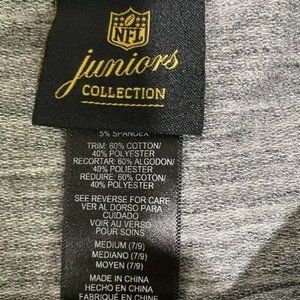 NFL
juniors
COLLECTION
5% SPANDEX
TRIM: 60% COTTON/
40% POLYESTER
RECORTAR: 60% ALGODON/
40% POLIESTER
RÉDUIRE: 60% COTON/
40% POLYESTER
SEE REVERSE FOR CARE
VER AL DORSO PARA
CUIDADO
VOIR AU VERSO
POUR SOINS
MEDIUM (7/9)
MEDIANO (7/9)
MOYEN (7/9)
MADE IN CHINA
HECHO EN CHINA
FABRIQUÉ EN CHINE